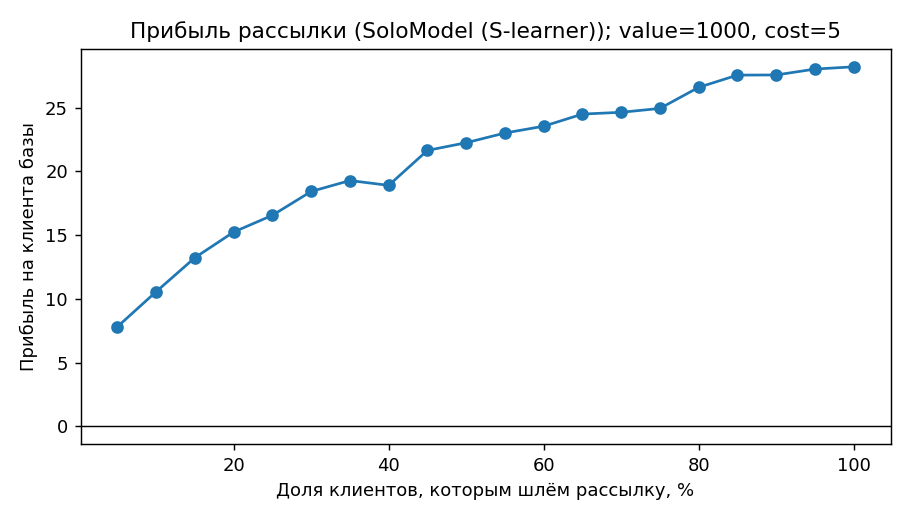 Прибыль рассылки (SoloModel (S-learner)); value=1000, cost=5
Прибыль на клиента базы
25
20
15
10
5
0
20 40 60 80 100
Доля клиентов, которым шлём рассылку, %